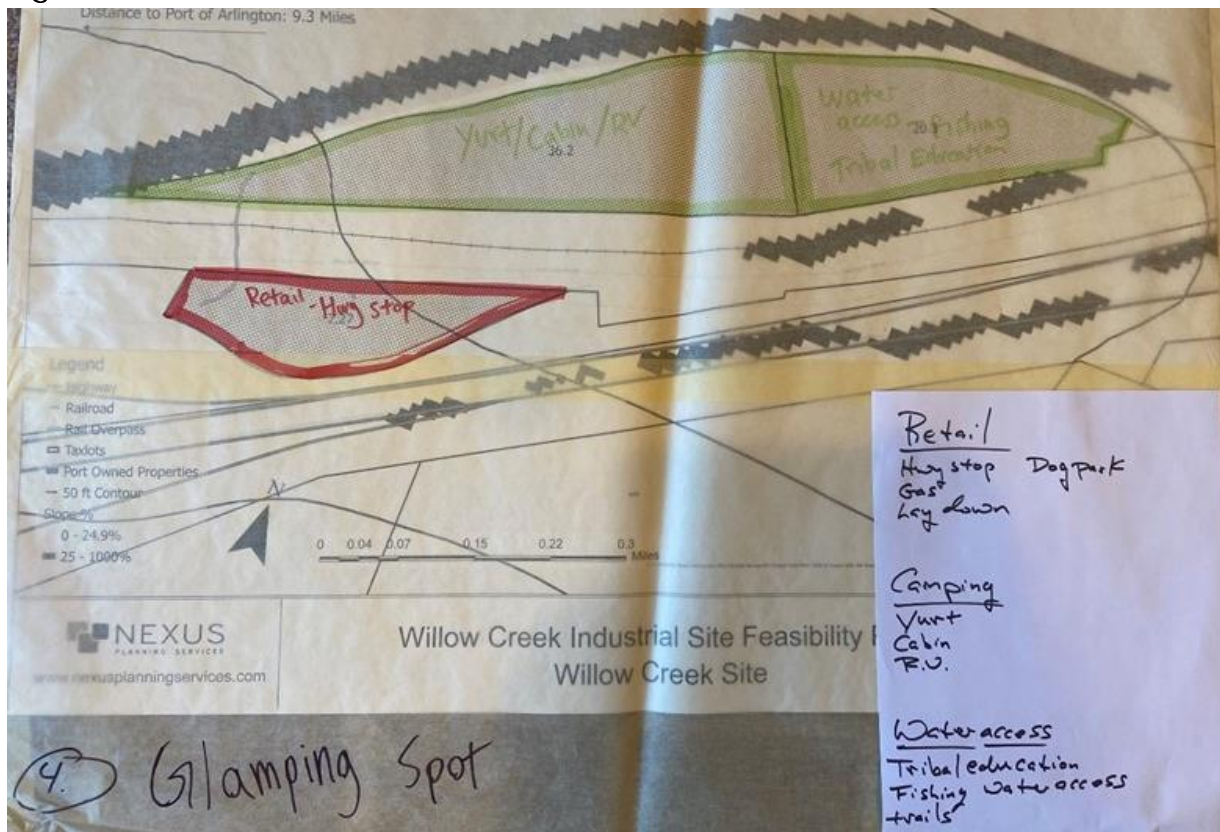 Distance to Port of Arlington: 9.3 Miles
Yurt/Cabin/RV
36.2
Water
access Fishing
Tribal Education
Retail - Hwy stop
Legend
Highway
Railroad
Rail Overpass
Taxlots
Port Owned Properties
50 ft Contour
Slope %
0 - 24.9%
25 - 1000%
N
0 0.04 0.07 0.15 0.22 0.3
Miles
NEXUS
PLANNING SERVICES
www.nexusplanningservices.com
Willow Creek Industrial Site Feasibility
Willow Creek Site
4. Glamping Spot
Retail
Hwy stop Dog park
Gas
Lay down
Camping
Yurt
Cabin
R.V.
Water access
Tribal education
Fishing water access
trails